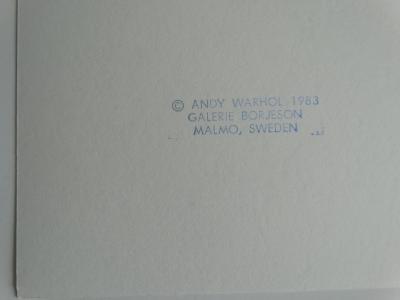 © ANDY WARHOL 1983
GALERIE BORJESON
MALMO, SWEDEN